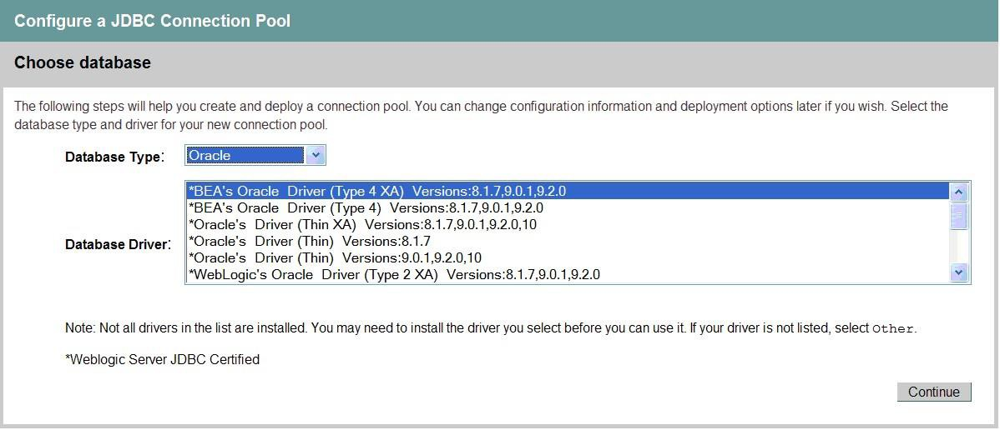 Configure a JDBC Connection Pool
Choose database
The following steps will help you create and deploy a connection pool. You can change configuration information and deployment options later if you wish. Select the
database type and driver for your new connection pool.
Database Type: Oracle
*BEA's Oracle  Driver (Type 4 XA)  Versions:8.1.7,9.0.1,9.2.0
*BEA's Oracle  Driver (Type 4)  Versions:8.1.7,9.0.1,9.2.0
*Oracle's  Driver (Thin XA)  Versions:8.1.7,9.0.1,9.2.0,10
Database Driver: *Oracle's  Driver (Thin)  Versions:8.1.7
*Oracle's  Driver (Thin)  Versions:9.0.1,9.2.0,10
*WebLogic's Oracle  Driver (Type 2 XA)  Versions:8.1.7,9.0.1,9.2.0
Note: Not all drivers in the list are installed. You may need to install the driver you select before you can use it. If your driver is not listed, select Other.
*Weblogic Server JDBC Certified
Continue